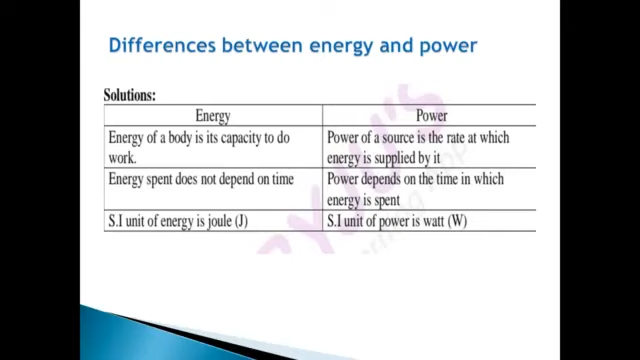 Differences between energy and power
Solutions:
Energy Power
Energy of a body is its capacity to do Power of a source is the rate at which
work. energy is supplied by it
Energy spent does not depend on time Power depends on the time in which
energy is spent
S.I unit of energy is joule (J) S.I unit of power is watt (W)